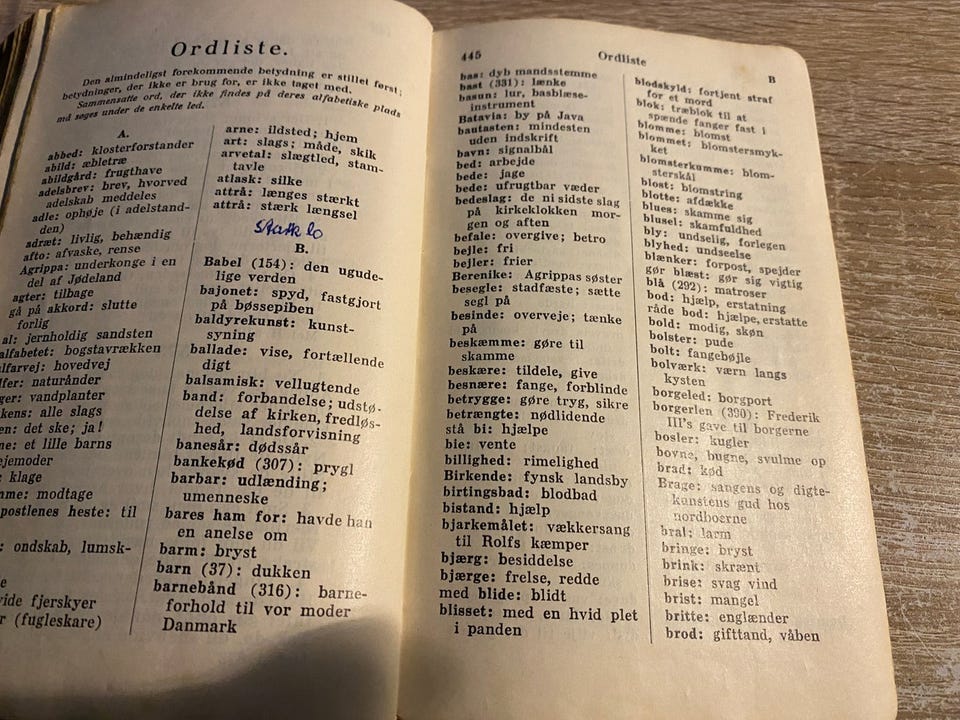 Ordliste.
Den almindeligst forekommende betydning er stillet først;
betydninger, der ikke er brug for, er ikke taget med.
Sammensatte ord, der ikke findes på deres alfabetiske plads
må søges under de enkelte led.
A.
abbed: klosterforstander
abild: æbletræ
abildgård: frugthave
adelsbrev: brev, hvorved
adelskab meddeles
adle: ophøje (i adelstand-
den)
adræt: livlig, behændig
afto: afvaske, rense
Agrippa: underkonge i en
del af Jødeland
agter: tilbage
gå på akkord: slutte
forlig
al: jernholdig sandsten
alfabetet: bogstavrækken
hovedvej
naturånder
vandplanter
alle slags
det ske; ja!
et lille barns
klage
modtage
heste: til
ondskab, lumsk-
fjerskyer
(fugleskare)
arne: ildsted; hjem
art: slags; måde, skik
arvetal: slægtled, stam-
tavle
atlask: silke
attrå: længes stærkt
attrå: stærk længsel
B.
Babel (154): den ugude-
lige verden
bajonet: spyd, fastgjort
på bøssepiben
baldyrekunst: kunst-
syning
ballade: vise, fortællende
digt
balsamisk: vellugtende
band: forbandelse; udstø-
delse af kirken, fredløs-
hed, landsforvisning
banesår: dødssår
bankekød (307): prygl
barbar: udlænding;
umenneske
bares ham for: havde han
en anelse om
barm: bryst
barn (37): dukken
barnebånd (316): barne-
forhold til vor moder
Danmark
445
Ordliste
B
bas: dyb mandsstemme
bast (331): lænke
basun: lur, basblæse-
instrument
Batavia: by på Java
bautasten: mindesten
uden indskrift
bavn: signalbål
bed: arbejde
bede: jage
bede: ufrugtbar væder
bedeslag: de ni sidste slag
på kirkeklokken mor-
gen og aften
befale: overgive; betro
bejle: fri
bejler: frier
Berenike: Agrippas søster
besegle: stadfæste; sætte
segl på
besinde: overveje; tænke
på
beskæmme: gøre til
skamme
beskære: tildele, give
besnære: fange, forblinde
betrygge: gøre tryg, sikre
betrængte: nødlidende
stå bi: hjælpe
bie: vente
billighed: rimelighed
Birkende: fynsk landsby
birtingsbad: blodbad
bistand: hjælp
bjarkemålet: vækkersang
til Rolfs kæmper
bjærg: besiddelse
bjærge: frelse, redde
med blide: blidt
blisset: med en hvid plet
i panden
blodskyld: fortjent straf
for et mord
blok: træblok til at
spænde fanger fast i
blomme: blomst
blommet: blomstersmyk-
ket
blomsterkumme: blom-
sterskål
blost: blomstring
blotte: afdække
blues: skamme sig
blusel: skamfuldhed
bly: undselig, forlegen
blyhed: undseelse
blænker: forpost, spejder
gør blæst: gør sig vigtig
blå (292): matroser
bod: hjælp, erstatning
råde bod: hjælpe, erstatte
bold: modig, skøn
bolster: pude
bolt: fangebøjle
bolværk: værn langs
kysten
borgeled: borgport
borgerlen (390): Frederik
III's gave til borgerne
bosler: kugler
bovne, bugne, svulme op
brad: kød
Brage: sangens og digte-
kunstens gud hos
nordboerne
bral: larm
bringe: bryst
brink: skrænt
brise: svag vind
brist: mangel
britte: englænder
brod: gifttand, våben